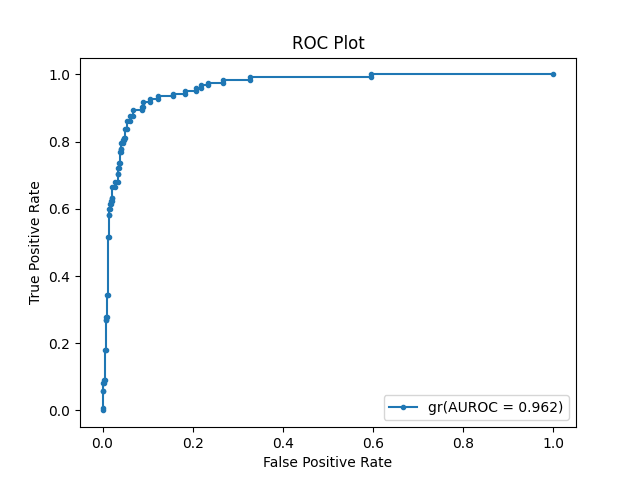 ROC Plot
True Positive Rate
1.0
0.8
0.6
0.4
0.2
0.0
gr(AUROC = 0.962)
0.0 0.2 0.4 0.6 0.8 1.0
False Positive Rate